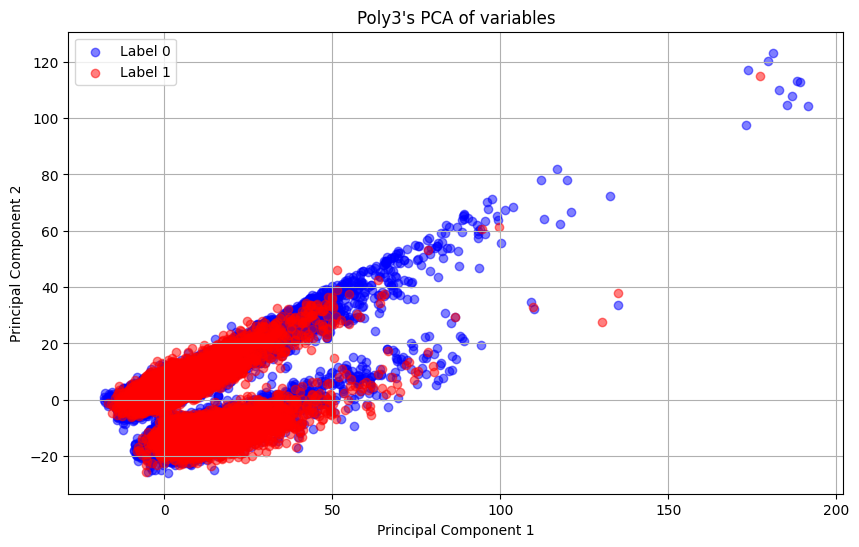 Poly3's PCA of variables
Label 0
Label 1
Principal Component 2
120
100
80
60
40
20
0
−20
0
50
100
150
200
Principal Component 1